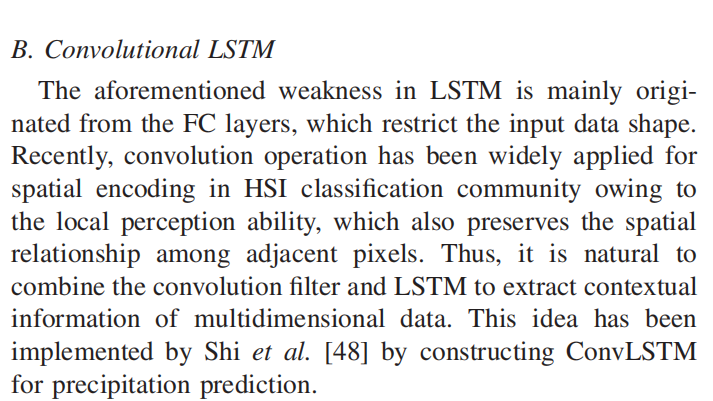 B. Convolutional LSTM
The aforementioned weakness in LSTM is mainly origi-
nated from the FC layers, which restrict the input data shape.
Recently, convolution operation has been widely applied for
spatial encoding in HSI classification community owing to
the local perception ability, which also preserves the spatial
relationship among adjacent pixels. Thus, it is natural to
combine the convolution filter and LSTM to extract contextual
information of multidimensional data. This idea has been
implemented by Shi et al. [48] by constructing ConvLSTM
for precipitation prediction.